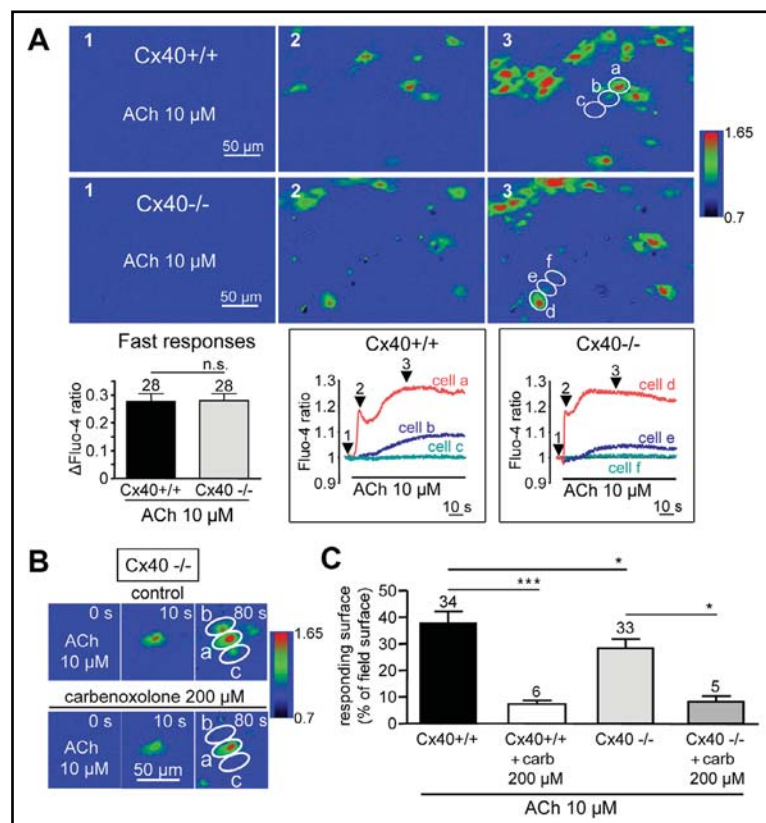 A
1
2
3
Cx40+/+
ACh 10 µM
50 µm
a
b
c
1.65
0.7
1
2
3
Cx40-/-
ACh 10 µM
50 µm
f
e
d
Fast responses
n.s.
28
28
ΔFluo-4 ratio
0.3
0.2
0.1
0
Cx40+/+
Cx40 -/-
ACh 10 µM
Cx40+/+
Fluo-4 ratio
1.3
1.2
1.1
1
0.9
1
2
3
cell a
cell b
cell c
ACh 10 µM
10 s
Cx40-/-
Fluo-4 ratio
1.3
1.2
1.1
1
0.9
1
2
3
cell d
cell e
cell f
ACh 10 µM
10 s
B
Cx40 -/-
control
0 s
10 s
80 s
ACh
10 µM
b
a
c
1.65
0.7
carbenoxolone 200 µM
0 s
10 s
80 s
ACh
10 µM
50 µm
b
a
c
C
responding surface
(% of field surface)
50
40
30
20
10
0
*
***
*
34
6
33
5
Cx40+/+
Cx40+/+
+ carb
200 µM
Cx40 -/-
Cx40 -/-
+ carb
200 µM
ACh 10 µM